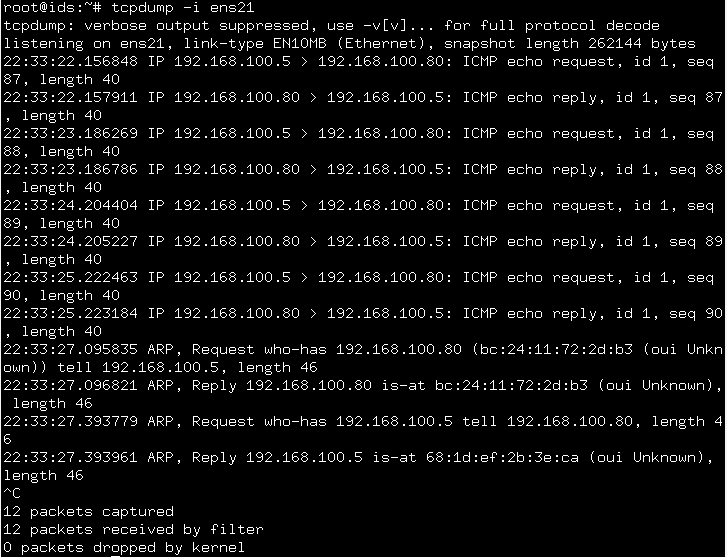 root@ids:~# tcpdump -i ens21
tcpdump: verbose output suppressed, use -v[v]... for full protocol decode
listening on ens21, link-type EN10MB (Ethernet), snapshot length 262144 bytes
22:33:22.156848 IP 192.168.100.5 > 192.168.100.80: ICMP echo request, id 1, seq
87, length 40
22:33:22.157911 IP 192.168.100.80 > 192.168.100.5: ICMP echo reply, id 1, seq 87
, length 40
22:33:23.186269 IP 192.168.100.5 > 192.168.100.80: ICMP echo request, id 1, seq
88, length 40
22:33:23.186786 IP 192.168.100.80 > 192.168.100.5: ICMP echo reply, id 1, seq 88
, length 40
22:33:24.204404 IP 192.168.100.5 > 192.168.100.80: ICMP echo request, id 1, seq
89, length 40
22:33:24.205227 IP 192.168.100.80 > 192.168.100.5: ICMP echo reply, id 1, seq 89
, length 40
22:33:25.222463 IP 192.168.100.5 > 192.168.100.80: ICMP echo request, id 1, seq
90, length 40
22:33:25.223184 IP 192.168.100.80 > 192.168.100.5: ICMP echo reply, id 1, seq 90
, length 40
22:33:27.095835 ARP, Request who-has 192.168.100.80 (bc:24:11:72:2d:b3 (oui Unkn
own)) tell 192.168.100.5, length 46
22:33:27.096821 ARP, Reply 192.168.100.80 is-at bc:24:11:72:2d:b3 (oui Unknown),
 length 46
22:33:27.393779 ARP, Request who-has 192.168.100.5 tell 192.168.100.80, length 4
6
22:33:27.393961 ARP, Reply 192.168.100.5 is-at 68:1d:ef:2b:3e:ca (oui Unknown),
length 46
^C
12 packets captured
12 packets received by filter
0 packets dropped by kernel